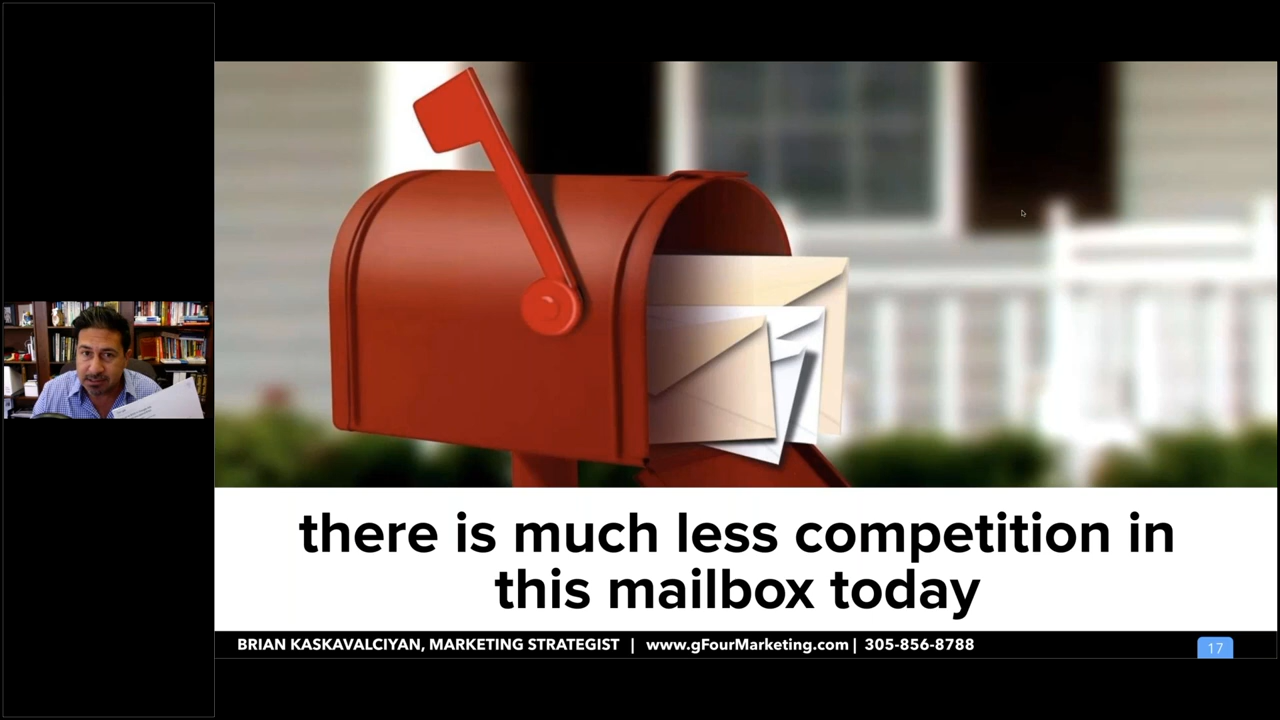 there is much less competition in
this mailbox today
BRIAN KASKAVALCIYAN, MARKETING STRATEGIST | www.gFourMarketing.com | 305-856-8788
17